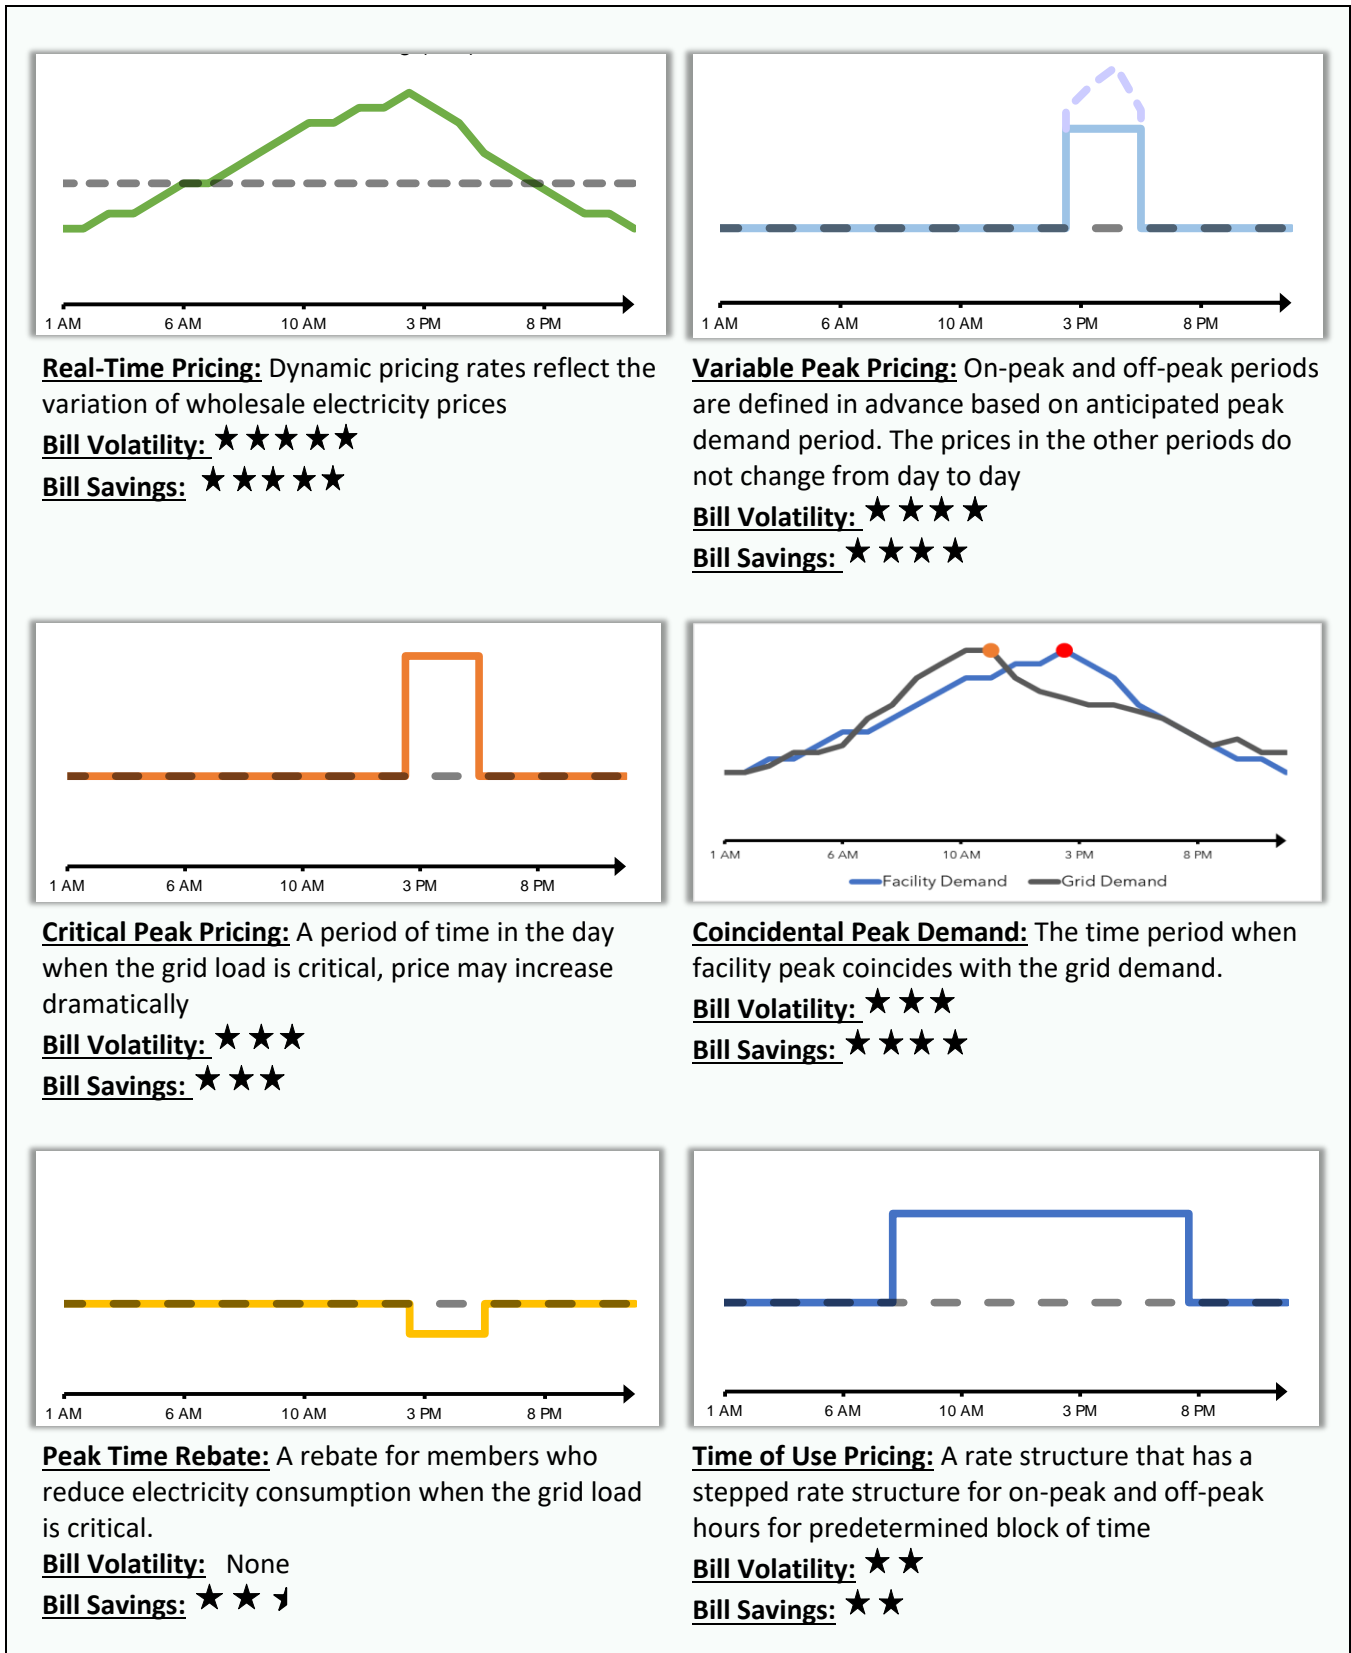 1 AM 6 AM 10 AM 3 PM 8 PM
Real-Time Pricing: Dynamic pricing rates reflect the
variation of wholesale electricity prices
Bill Volatility: ★ ★ ★ ★ ★
Bill Savings: ★ ★ ★ ★ ★
1 AM 6 AM 10 AM 3 PM 8 PM
Variable Peak Pricing: On-peak and off-peak periods
are defined in advance based on anticipated peak
demand period. The prices in the other periods do
not change from day to day
Bill Volatility: ★ ★ ★ ★
Bill Savings: ★ ★ ★ ★
1 AM 6 AM 10 AM 3 PM 8 PM
Critical Peak Pricing: A period of time in the day
when the grid load is critical, price may increase
dramatically
Bill Volatility: ★ ★ ★
Bill Savings: ★ ★ ★
1 AM 6 AM 10 AM 3 PM 8 PM
Facility Demand Grid Demand
Coincidental Peak Demand: The time period when
facility peak coincides with the grid demand.
Bill Volatility: ★ ★ ★
Bill Savings: ★ ★ ★ ★
1 AM 6 AM 10 AM 3 PM 8 PM
Peak Time Rebate: A rebate for members who
reduce electricity consumption when the grid load
is critical.
Bill Volatility: None
Bill Savings: ★ ★
1 AM 6 AM 10 AM 3 PM 8 PM
Time of Use Pricing: A rate structure that has a
stepped rate structure for on-peak and off-peak
hours for predetermined block of time
Bill Volatility: ★ ★
Bill Savings: ★ ★